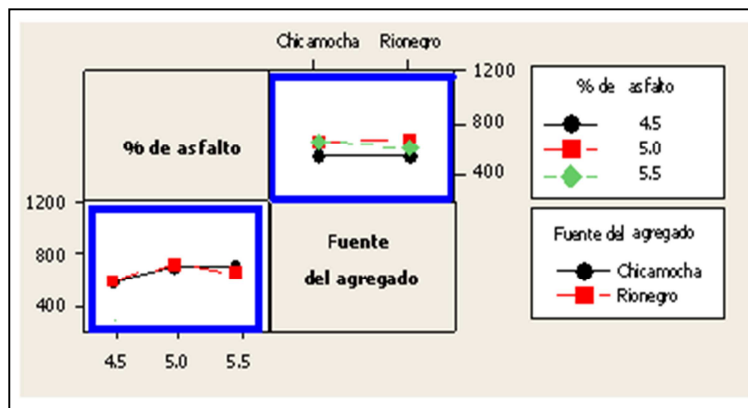 Chicamocha Rionegro
1200
800
400
% de asfalto
% de asfalto
4.5
5.0
5.5
1200
800
400
Fuente
del agregado
Fuente del agregado
Chicamocha
Rionegro
4.5 5.0 5.5